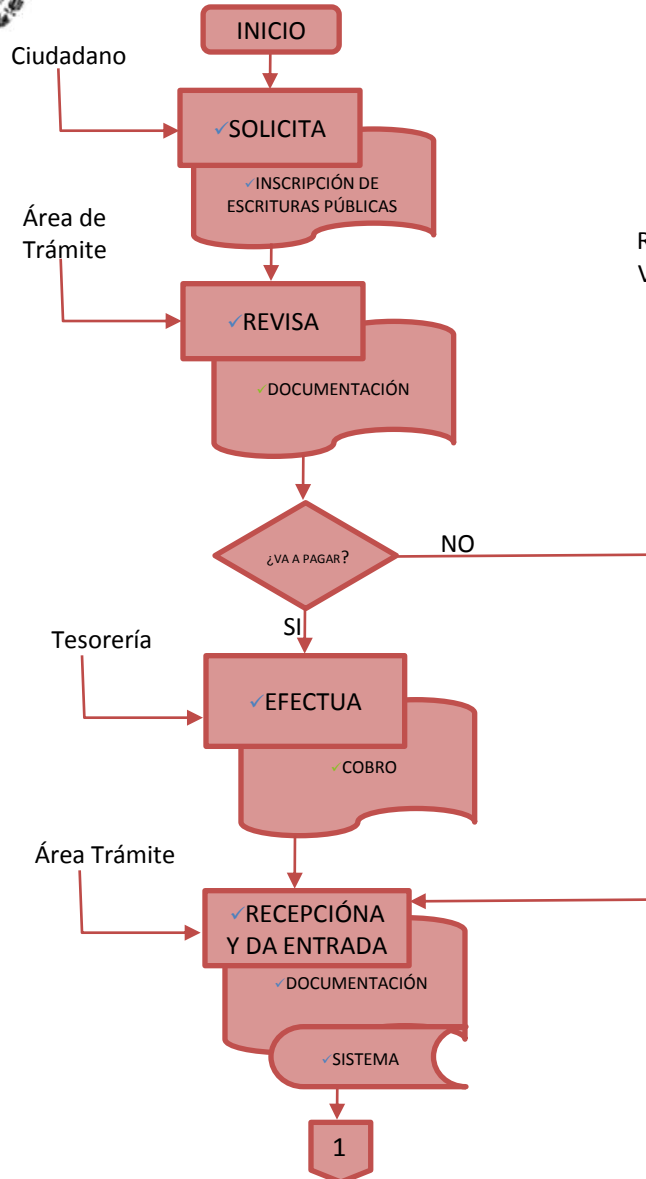 INICIO
Ciudadano
✓SOLICITA
✓INSCRIPCIÓN DE
ESCRITURAS PÚBLICAS
Área de
Trámite
R
V
✓REVISA
✓DOCUMENTACIÓN
¿VA A PAGAR?
NO
SI
Tesorería
✓EFECTUA
✓COBRO
Área Trámite
✓RECEPCIÓNA
Y DA ENTRADA
✓DOCUMENTACIÓN
✓SISTEMA
1